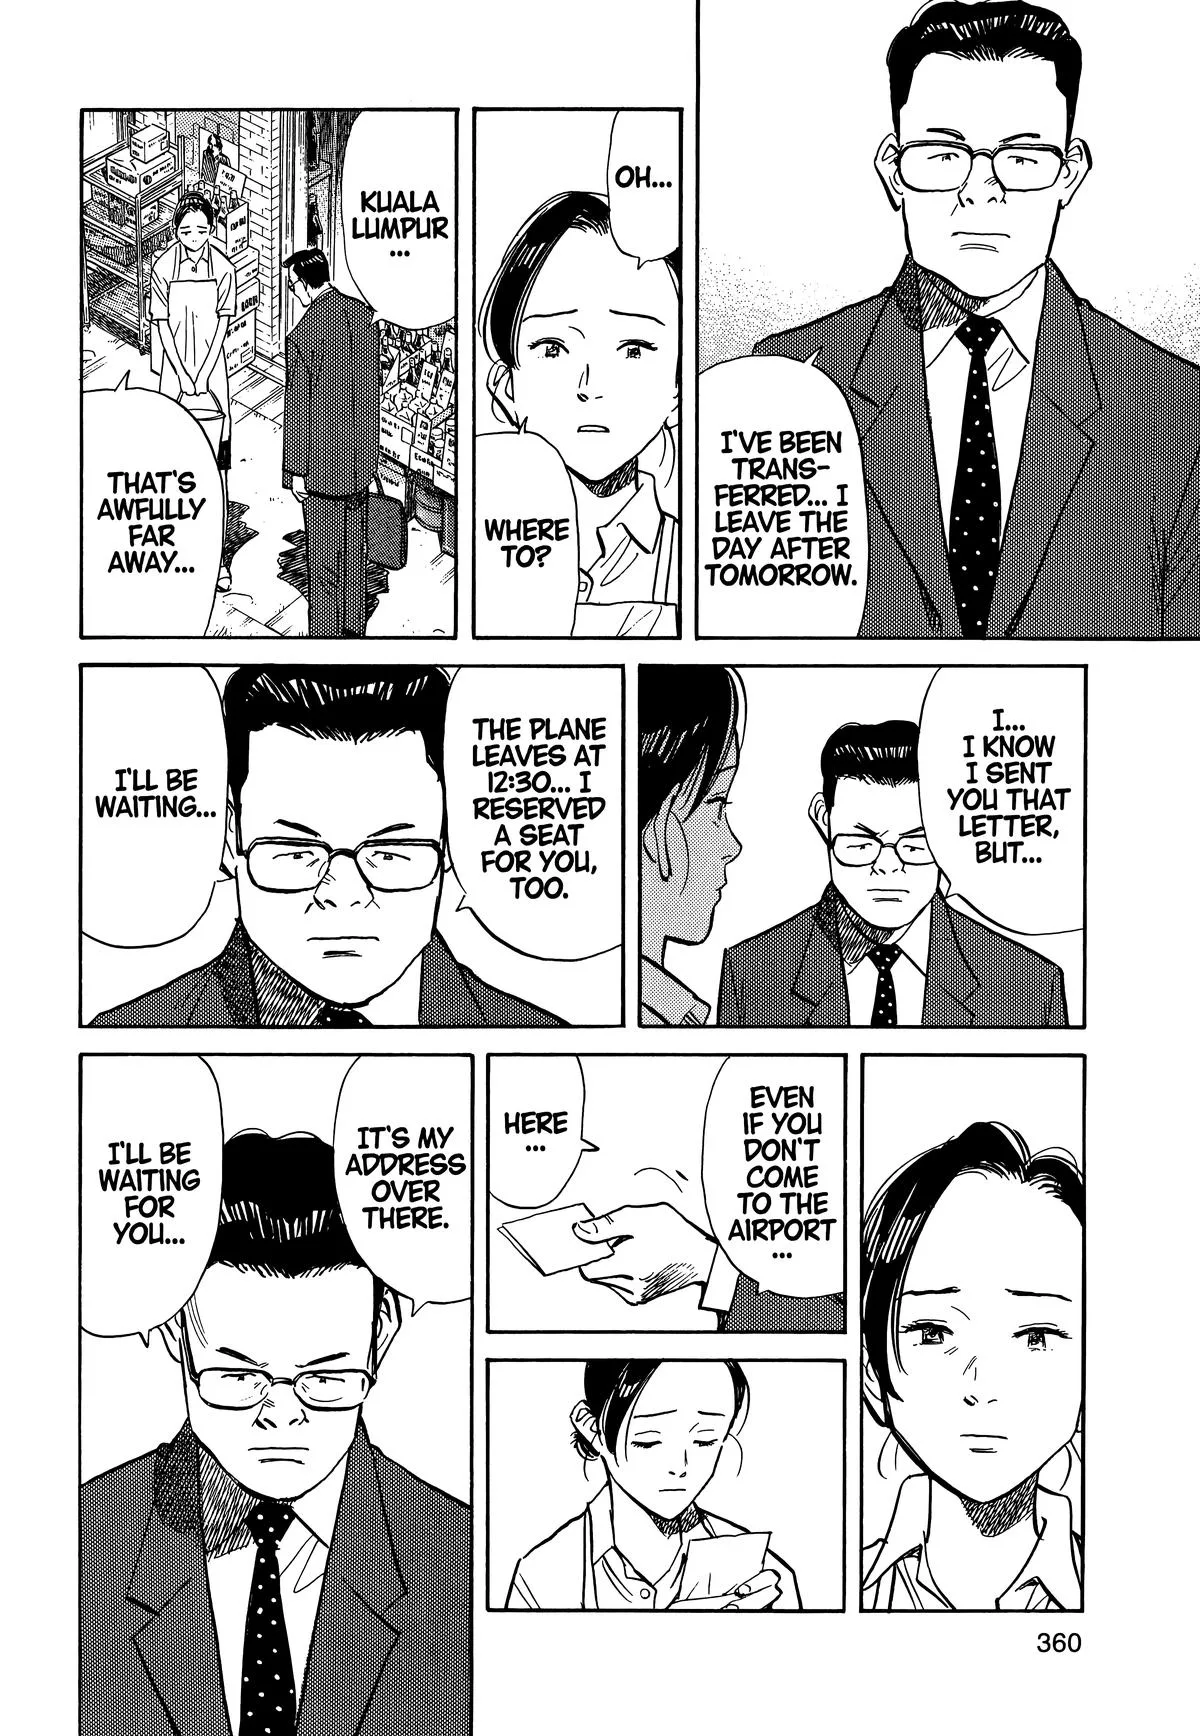 I'VE BEEN
TRANS-
FERRED... I
LEAVE THE
DAY AFTER
TOMORROW.
OH...
WHERE
TO?
KUALA
LUMPUR
...
THAT'S
AWFULLY
FAR
AWAY...
I...
I KNOW
I SENT
YOU THAT
LETTER,
BUT...
THE PLANE
LEAVES AT
12:30... I
RESERVED
A SEAT
FOR YOU,
TOO.
I'LL BE
WAITING...
EVEN
IF YOU
DON'T
COME
TO THE
AIRPORT
...
HERE
...
IT'S MY
ADDRESS
OVER
THERE.
I'LL BE
WAITING
FOR
YOU...
360